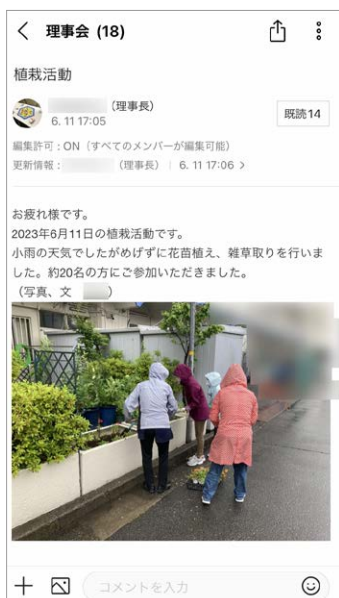 理事会 (18)
植栽活動
(理事長)
6. 11 17:05
既読14
編集許可 : ON (すべてのメンバーが編集可能)
更新情報 : (理事長) | 6. 11 17:06 >
お疲れ様です。
2023年6月11日の植栽活動です。
小雨の天気でしたがめげずに花苗植え、雑草取りを行いま
した。約20名の方にご参加いただきました。
(写真、文 )
コメントを入力